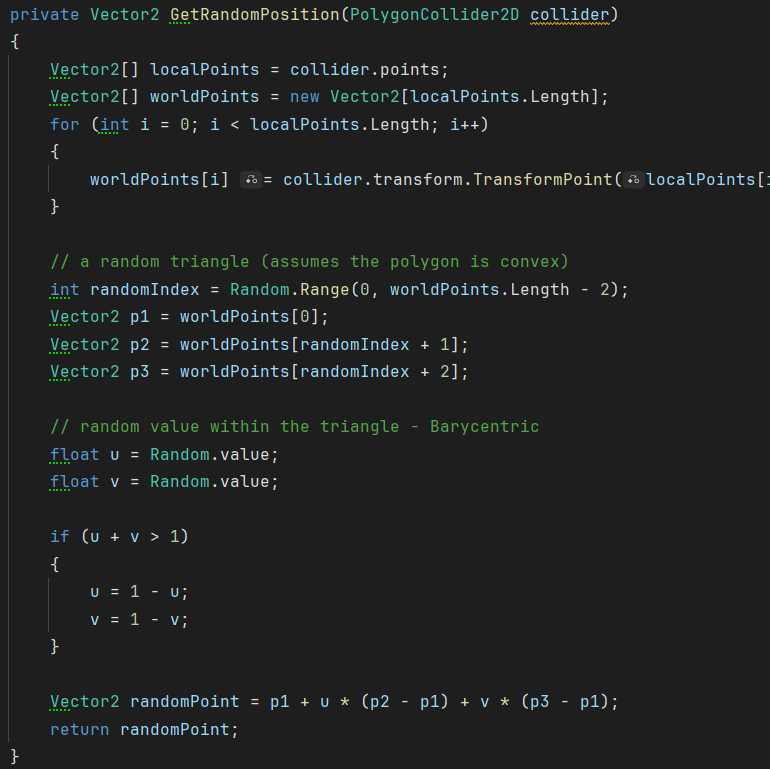 private Vector2 GetRandomPosition(PolygonCollider2D collider)
{
    Vector2[] localPoints = collider.points;
    Vector2[] worldPoints = new Vector2[localPoints.Length];
    for (int i = 0; i < localPoints.Length; i++)
    {
        worldPoints[i] = collider.transform.TransformPoint(localPoints[i
    }
    // a random triangle (assumes the polygon is convex)
    int randomIndex = Random.Range(0, worldPoints.Length - 2);
    Vector2 p1 = worldPoints[0];
    Vector2 p2 = worldPoints[randomIndex + 1];
    Vector2 p3 = worldPoints[randomIndex + 2];
    // random value within the triangle - Barycentric
    float u = Random.value;
    float v = Random.value;
    if (u + v > 1)
    {
        u = 1 - u;
        v = 1 - v;
    }
    Vector2 randomPoint = p1 + u * (p2 - p1) + v * (p3 - p1);
    return randomPoint;
}